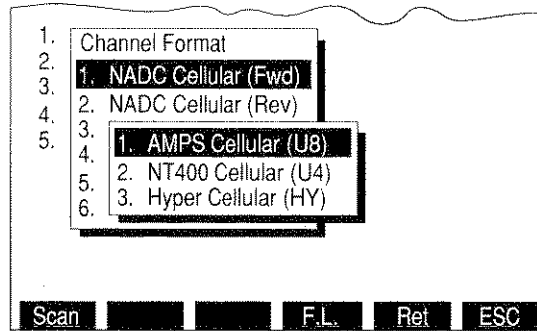 1.
2.
3.
4.
5.
Channel Format
1. NADC Cellular (Fwd)
2. NADC Cellular (Rev)
3.
4.
5.
6.
1. AMPS Cellular (U8)
2. NT400 Cellular (U4)
3. Hyper Cellular (HY)
Scan F.L. Ret ESC